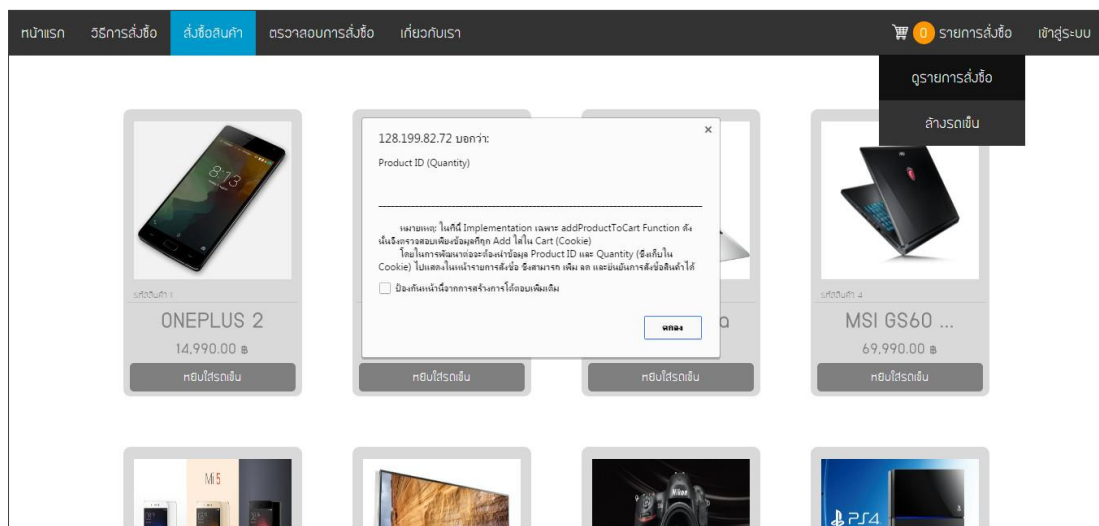 หน้าแรก
วิธีการสั่งซื้อ
สั่งซื้อสินค้า
ตรวจสอบการสั่งซื้อ
เกี่ยวกับเรา
0 รายการสั่งซื้อ
เข้าสู่ระบบ
ดูรายการสั่งซื้อ
ล้างรถเข็น
128.199.82.72 บอกว่า:
×
Product ID (Quantity)
หมายเหตุ: ในที่นี้ Implementation เฉพาะ addProductToCart Function ดัง
นั้นจึงตรวจสอบเพียงข้อมูลที่ถูก Add ใส่ใน Cart (Cookie)
โดยในการพัฒนาต่อจะต้องนำข้อมูล Product ID และ Quantity (ซึ่งเก็บใน
Cookie) ไปแสดงในหน้ารายการสั่งซื้อ ซึ่งสามารถ เพิ่ม ลด และยืนยันการสั่งซื้อสินค้าได้
ป้องกันหน้านี้จากการสร้างการโต้ตอบเพิ่มเติม
ตกลง
8:13
รหัสสินค้า 1
ONEPLUS 2
14,990.00 ฿
หยิบใส่รถเข็น
หยิบใส่รถเข็น
หยิบใส่รถเข็น
รหัสสินค้า 4
MSI GS60 ...
69,990.00 ฿
หยิบใส่รถเข็น
Mi 5
Nikon
PS4